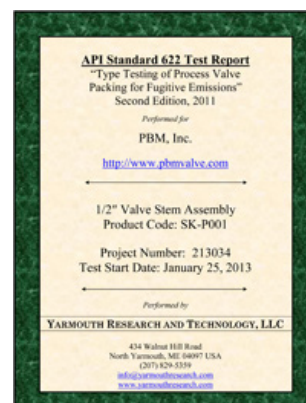 API Standard 622 Test Report
"Type Testing of Process Valve
Packing for Fugitive Emissions"
Second Edition, 2011
Performed for
PBM, Inc.
http://www.pbmvalve.com
1/2" Valve Stem Assembly
Product Code: SK-P001
Project Number: 213034
Test Start Date: January 25, 2013
Performed by
YARMOUTH RESEARCH AND TECHNOLOGY, LLC
434 Walnut Hill Road
North Yarmouth, ME 04097 USA
(207) 829-5359
info@yarmouthresearch.com
www.yarmouthresearch.com